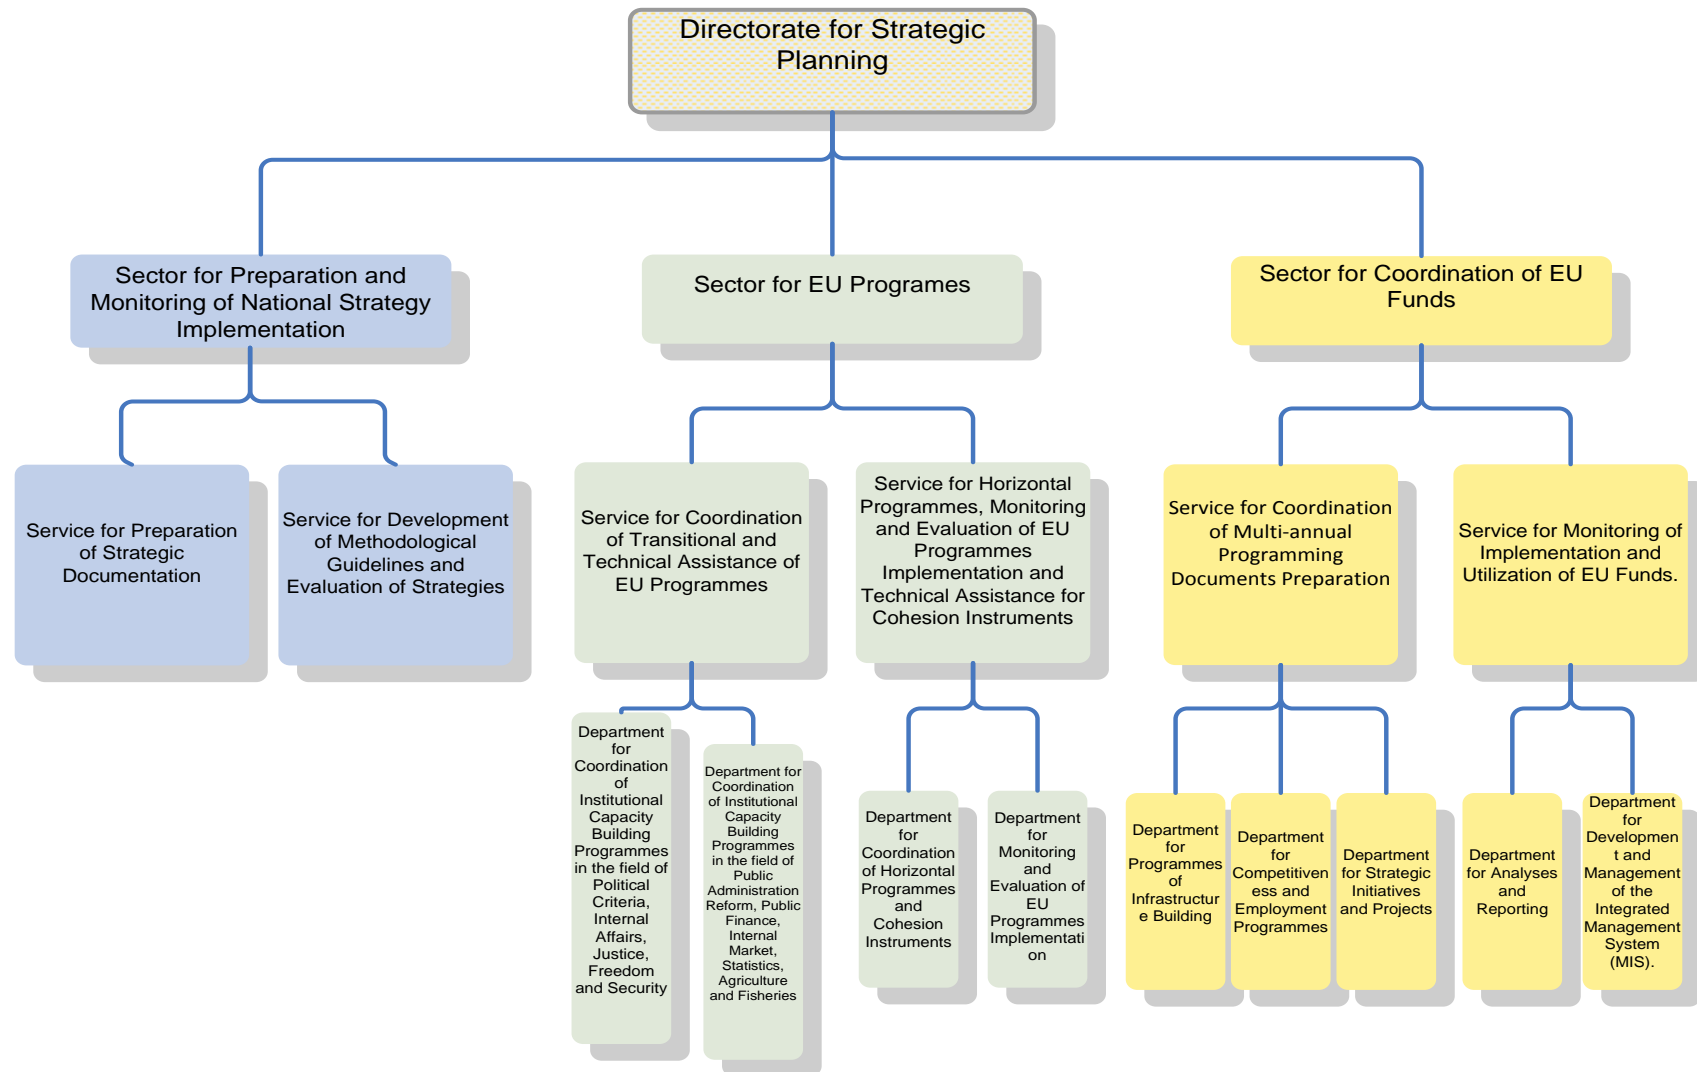 Directorate for Strategic
Planning
Sector for Preparation and
Monitoring of National Strategy
Implementation
Sector for EU Programes
Sector for Coordination of EU
Funds
Service for Preparation
of Strategic
Documentation
Service for Development
of Methodological
Guidelines and
Evaluation of Strategies
Service for Coordination
of Transitional and
Technical Assistance of
EU Programmes
Service for Horizontal
Programmes, Monitoring
and Evaluation of EU
Programmes
Implementation and
Technical Assistance for
Cohesion Instruments
Service for Coordination
of Multi-annual
Programming
Documents Preparation
Service for Monitoring of
Implementation and
Utilization of EU Funds.
Department
for
Coordination
of
Institutional
Capacity
Building
Programmes
in the field of
Political
Criteria,
Internal
Affairs,
Justice,
Freedom
and Security
Department for
Coordination
of Institutional
Capacity
Building
Programmes
in the field of
Public
Administration
Reform, Public
Finance,
Internal
Market,
Statistics,
Agriculture
and Fisheries
Department
for
Coordination
of Horizontal
Programmes
and
Cohesion
Instruments
Department
for
Monitoring
and
Evaluation of
EU
Programmes
Implementati
on
Department
for
Programmes
of
Infrastructur
e Building
Department
for
Competitiven
ess and
Employment
Programmes
Department
for Strategic
Initiatives
and Projects
Department
for Analyses
and
Reporting
Department
for
Developmen
t and
Management
of the
Integrated
Management
System
(MIS).